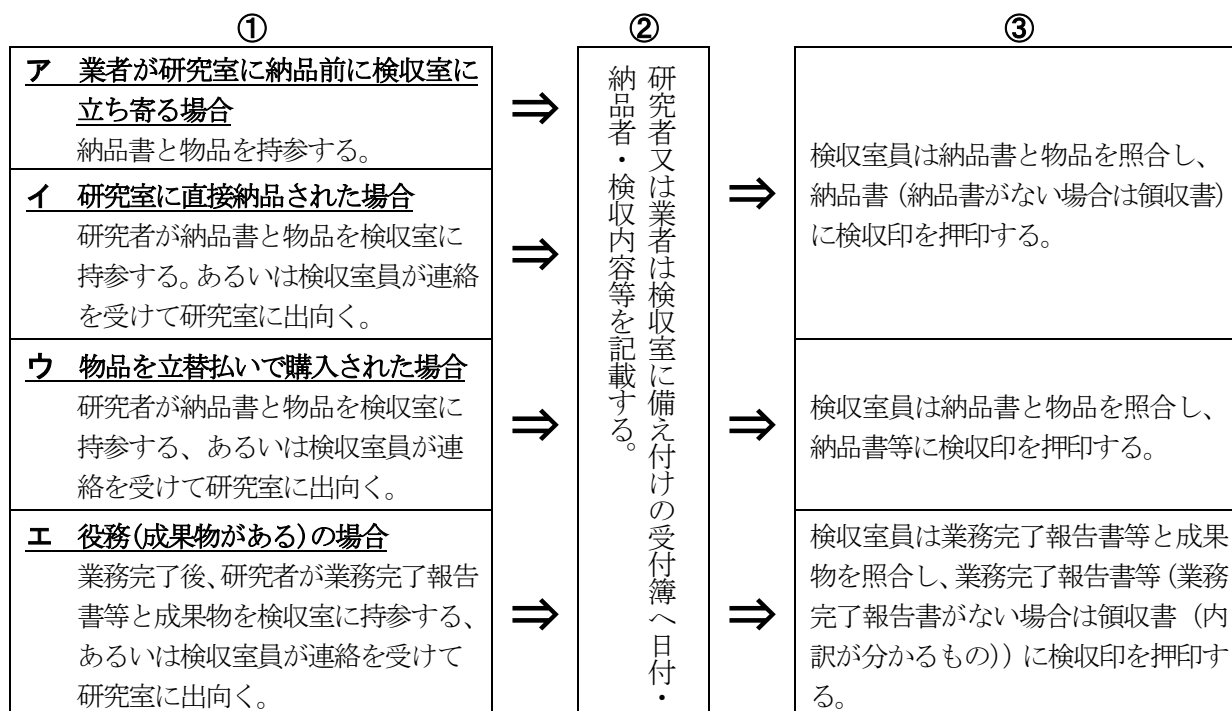 ①
②
③
ア 業者が研究室に納品前に検収室に
立ち寄る場合
納品書と物品を持参する。
⇒
イ 研究室に直接納品された場合
研究者が納品書と物品を検収室に
持参する。あるいは検収室員が連絡
を受けて研究室に出向く。
⇒
ウ 物品を立替払いで購入された場合
研究者が納品書と物品を検収室に
持参する、あるいは検収室員が連
絡を受けて研究室に出向く。
⇒
エ 役務(成果物がある)の場合
業務完了後、研究者が業務完了報告
書等と成果物を検収室に持参する、
あるいは検収室員が連絡を受けて
研究室に出向く。
⇒
研究者又は業者は検収室に備え付けの受付簿へ日付・
納品者・検収内容等を記載する。
⇒
検収室員は納品書と物品を照合し、
納品書(納品書がない場合は領収書)
に検収印を押印する。
⇒
検収室員は納品書と物品を照合し、
納品書等に検収印を押印する。
⇒
検収室員は業務完了報告書等と成果
物を照合し、業務完了報告書等(業務
完了報告書がない場合は領収書(内
訳が分かるもの))に検収印を押印す
る。